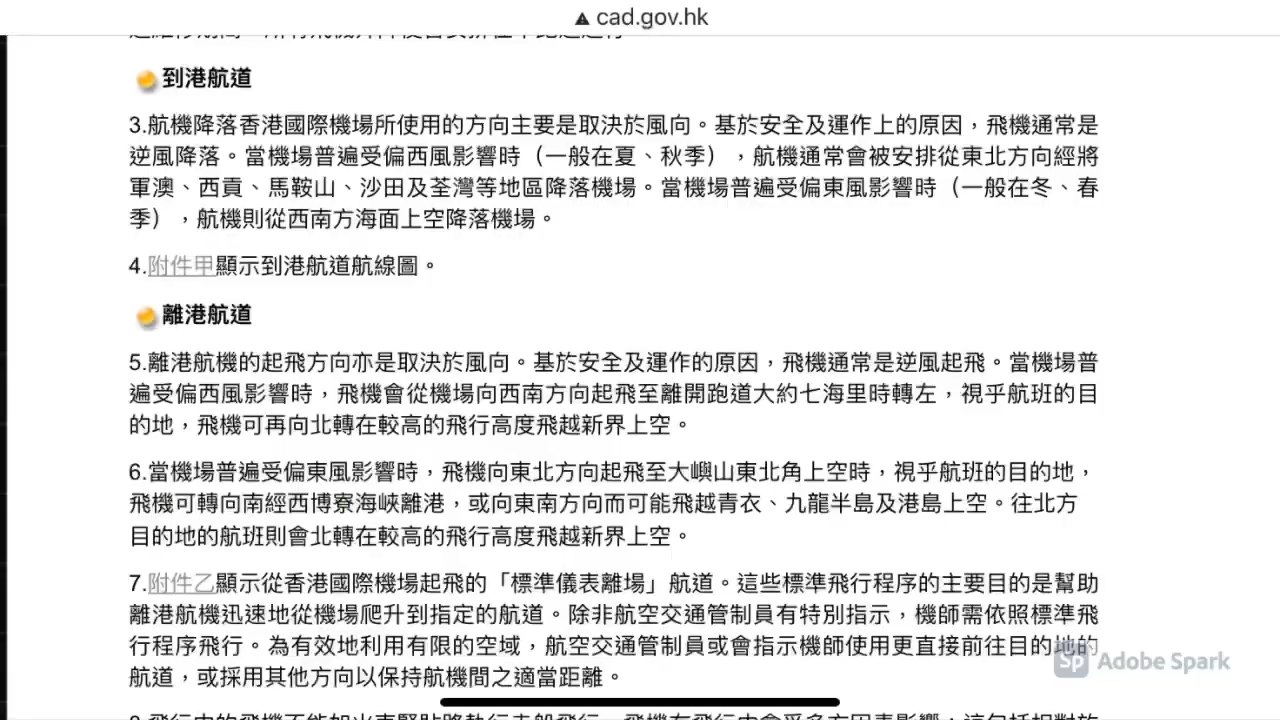 cad.gov.hk
到港航道
3.航機降落香港國際機場所使用的方向主要是取決於風向。基於安全及運作上的原因，飛機通常是
逆風降落。當機場普遍受偏西風影響時（一般在夏、秋季），航機通常會被安排從東北方向經將
軍澳、西貢、馬鞍山、沙田及荃灣等地區降落機場。當機場普遍受偏東風影響時（一般在冬、春
季），航機則從西南方海面上空降落機場。
4.附件甲顯示到港航道航線圖。
離港航道
5.離港航機的起飛方向亦是取決於風向。基於安全及運作的原因，飛機通常是逆風起飛。當機場普
遍受偏西風影響時，飛機會從機場向西南方向起飛至離開跑道大約七海里時轉左，視乎航班的目
的地，飛機可再向北轉在較高的飛行高度飛越新界上空。
6.當機場普遍受偏東風影響時，飛機向東北方向起飛至大嶼山東北角上空時，視乎航班的目的地，
飛機可轉向南經西博寮海峽離港，或向東南方向而可能飛越青衣、九龍半島及港島上空。往北方
目的地的航班則會北轉在較高的飛行高度飛越新界上空。
7.附件乙顯示從香港國際機場起飛的「標準儀表離場」航道。這些標準飛行程序的主要目的是幫助
離港航機迅速地從機場爬升到指定的航道。除非航空交通管制員有特別指示，機師需依照標準飛
行程序飛行。為有效地利用有限的空域，航空交通管制員或會指示機師使用更直接前往目的地的
航道，或採用其他方向以保持航機間之適當距離。
Sp Adobe Spark